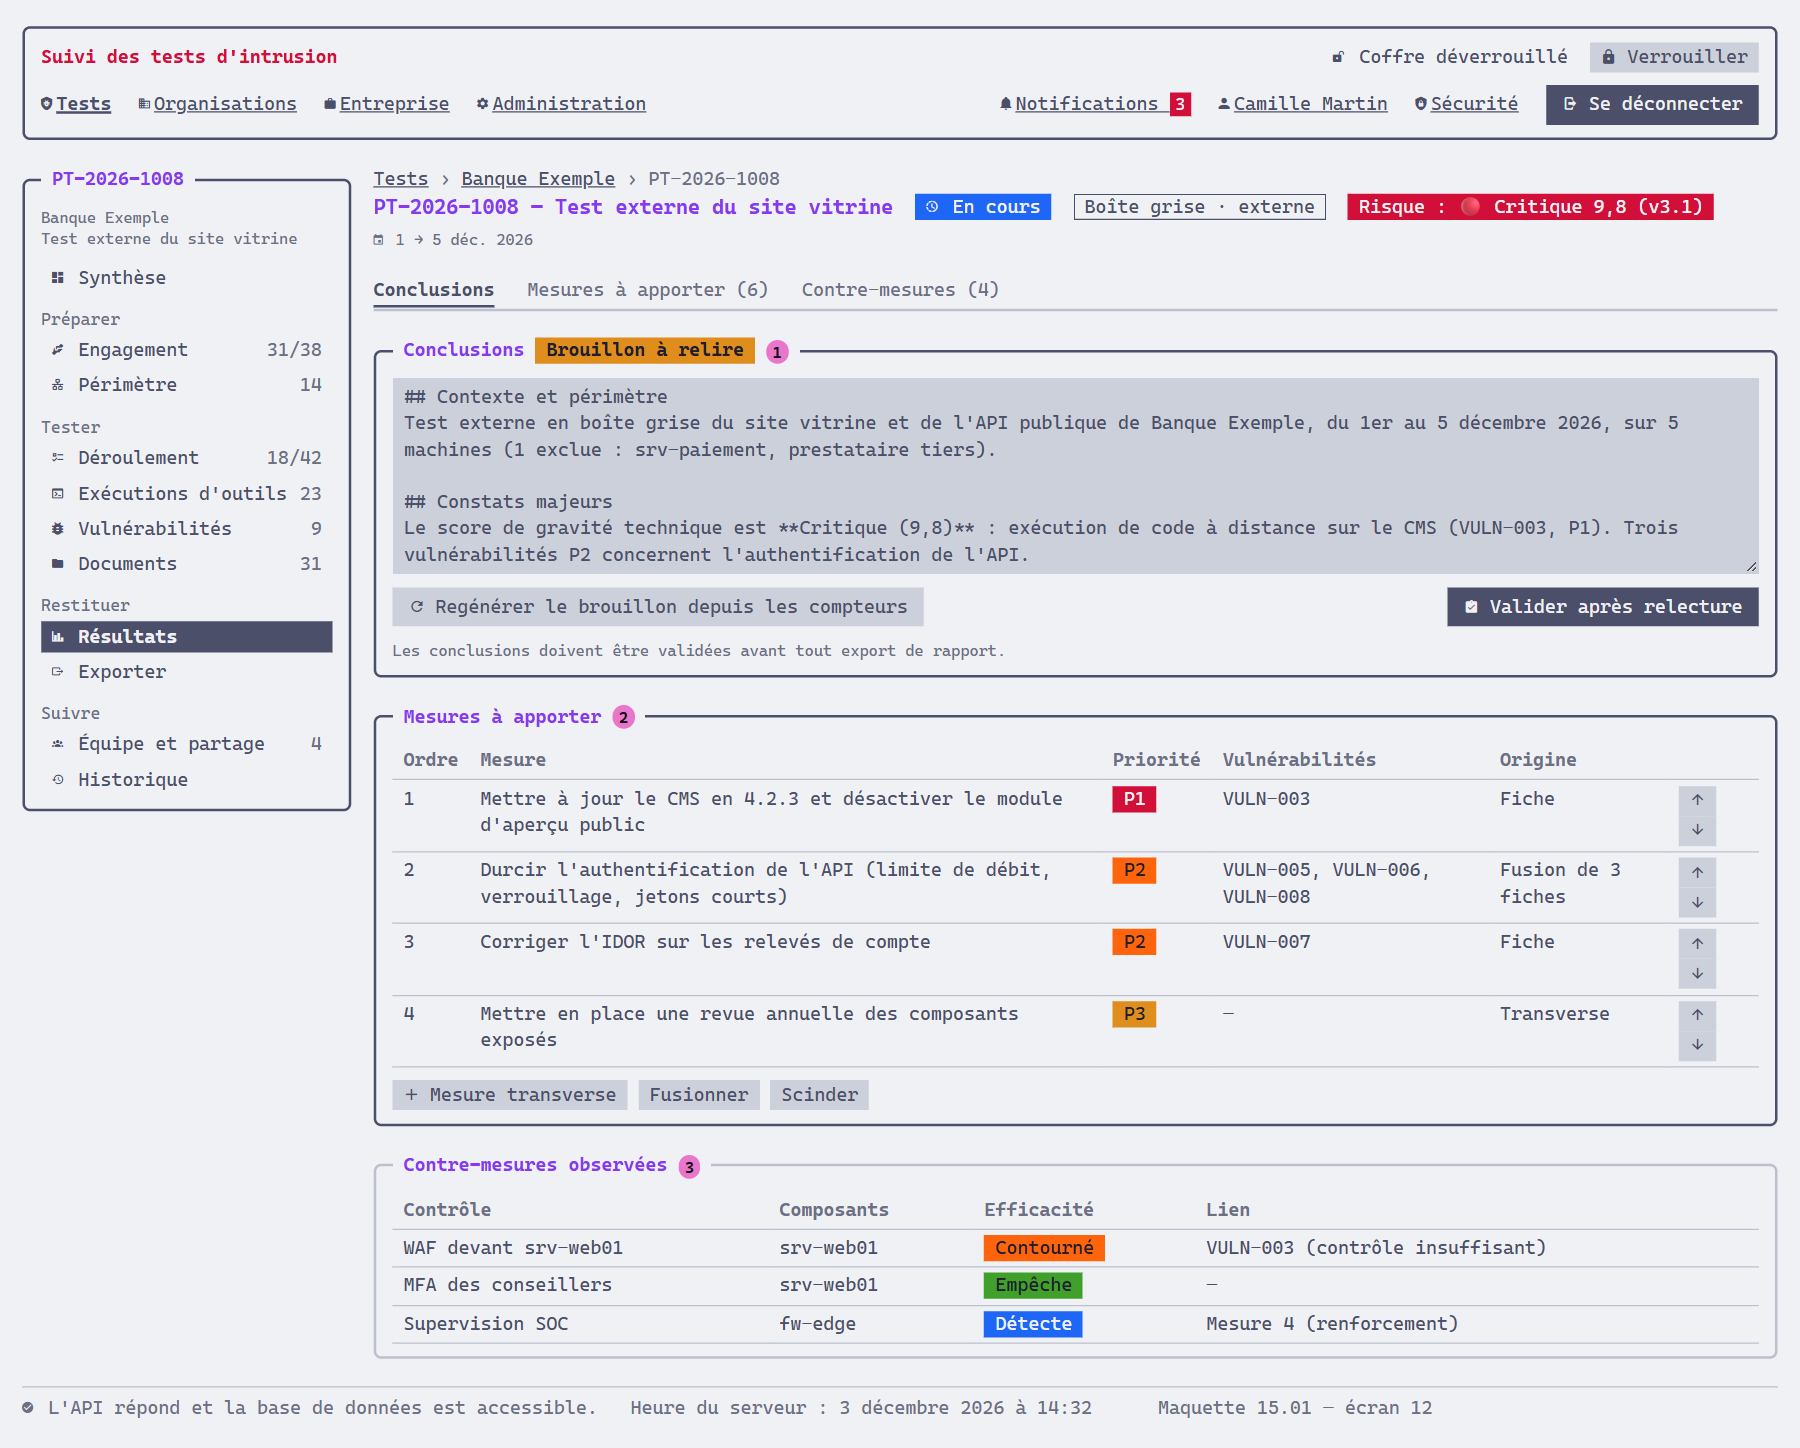 Suivi des tests d'intrusion
Coffre déverrouillé
Verrouiller
Tests
Organisations
Entreprise
Administration
Notifications 3
Camille Martin
Sécurité
Se déconnecter
PT-2026-1008
Banque Exemple
Test externe du site vitrine
Synthèse
Préparer
Engagement 31/38
Périmètre 14
Tester
Déroulement 18/42
Exécutions d'outils 23
Vulnérabilités 9
Documents 31
Restituer
Résultats
Exporter
Suivre
Équipe et partage 4
Historique
Tests › Banque Exemple › PT-2026-1008
PT-2026-1008 — Test externe du site vitrine
En cours
Boîte grise · externe
Risque : Critique 9,8 (v3.1)
1 → 5 déc. 2026
Conclusions
Mesures à apporter (6)
Contre-mesures (4)
Conclusions
Brouillon à relire
1
## Contexte et périmètre
Test externe en boîte grise du site vitrine et de l'API publique de Banque Exemple, du 1er au 5 décembre 2026, sur 5
machines (1 exclue : srv-paiement, prestataire tiers).
## Constats majeurs
Le score de gravité technique est **Critique (9,8)** : exécution de code à distance sur le CMS (VULN-003, P1). Trois
vulnérabilités P2 concernent l'authentification de l'API.
Regénérer le brouillon depuis les compteurs
Valider après relecture
Les conclusions doivent être validées avant tout export de rapport.
Mesures à apporter
2
Ordre Mesure Priorité Vulnérabilités Origine
1 Mettre à jour le CMS en 4.2.3 et désactiver le module P1 VULN-003 Fiche ↑
d'aperçu public ↓
2 Durcir l'authentification de l'API (limite de débit, P2 VULN-005, VULN-006, Fusion de 3 ↑
verrouillage, jetons courts) VULN-008 fiches ↓
3 Corriger l'IDOR sur les relevés de compte P2 VULN-007 Fiche ↑
↓
4 Mettre en place une revue annuelle des composants P3 — Transverse ↑
exposés ↓
+ Mesure transverse
Fusionner
Scinder
Contre-mesures observées
3
Contrôle Composants Efficacité Lien
WAF devant srv-web01 srv-web01 Contourné VULN-003 (contrôle insuffisant)
MFA des conseillers srv-web01 Empêche —
Supervision SOC fw-edge Détecte Mesure 4 (renforcement)
L'API répond et la base de données est accessible.
Heure du serveur : 3 décembre 2026 à 14:32
Maquette 15.01 — écran 12